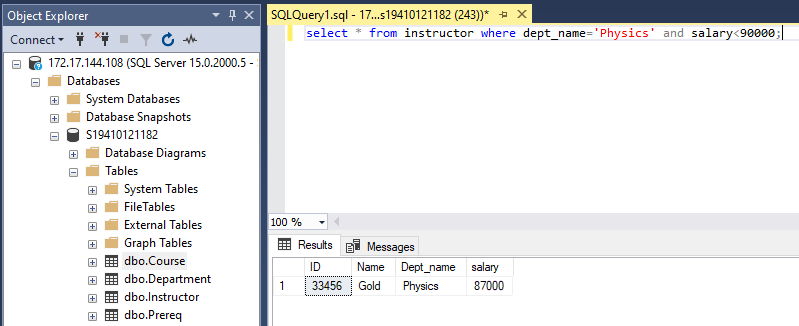 Object Explorer
Connect
172.17.144.108 (SQL Server 15.0.2000.5 -
Databases
System Databases
Database Snapshots
S19410121182
Database Diagrams
Tables
System Tables
FileTables
External Tables
Graph Tables
dbo.Course
dbo.Department
dbo.Instructor
dbo.Prereq
SQLQuery1.sql - 17...s19410121182 (243))*
select * from instructor where dept_name='Physics' and salary<90000;
100 %
Results Messages
ID Name Dept_name salary
1 33456 Gold Physics 87000